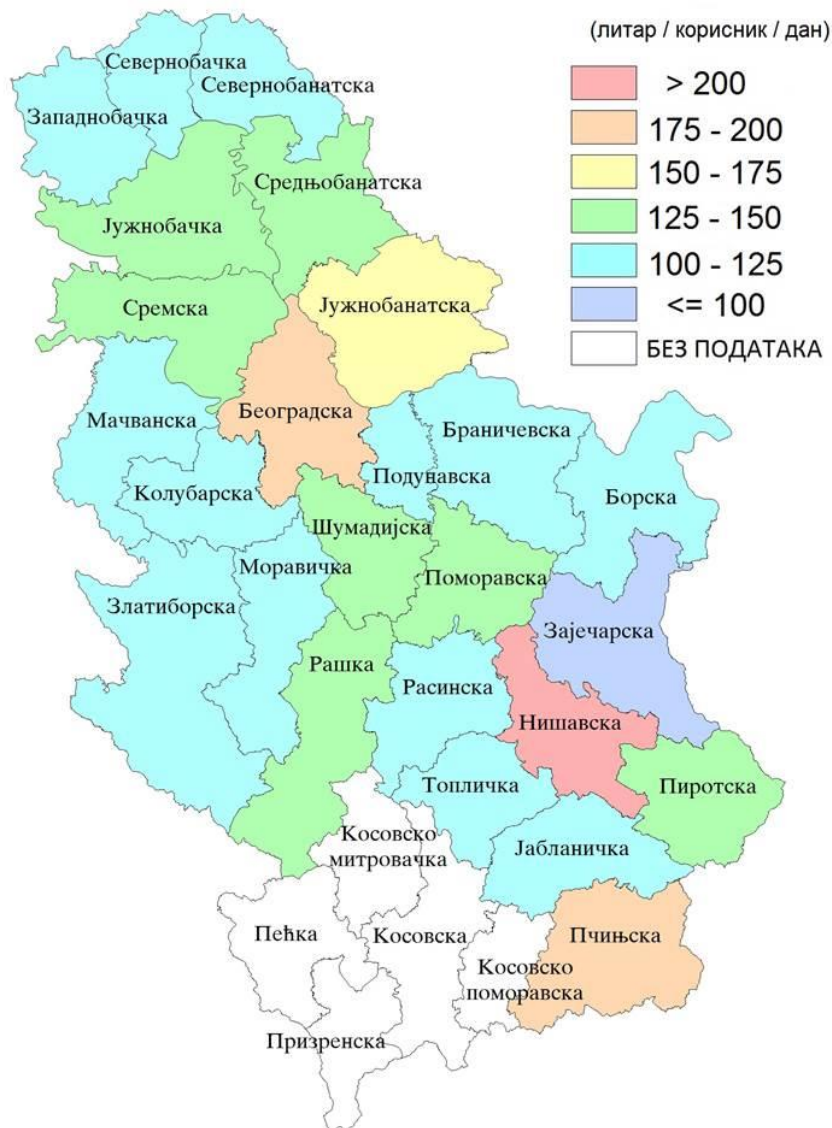 (литар / корисник / дан)
> 200
175 - 200
150 - 175
125 - 150
100 - 125
<= 100
БЕЗ ПОДАТАКА
Севернобачка
Севернобанатска
Западнобачка
Средњобанатска
Јужнобачка
Сремска
Јужнобанатска
Београдска
Мачванска
Браничевска
Подунавска
Колубарска
Борска
Шумадијска
Моравичка
Поморавска
Златиборска
Зајечарска
Рашка
Расинска
Нишавска
Топличка
Пиротска
Косовско
митровачка
Јабланичка
Пећка
Косовска
Пчињска
Косовско
поморавска
Призренска